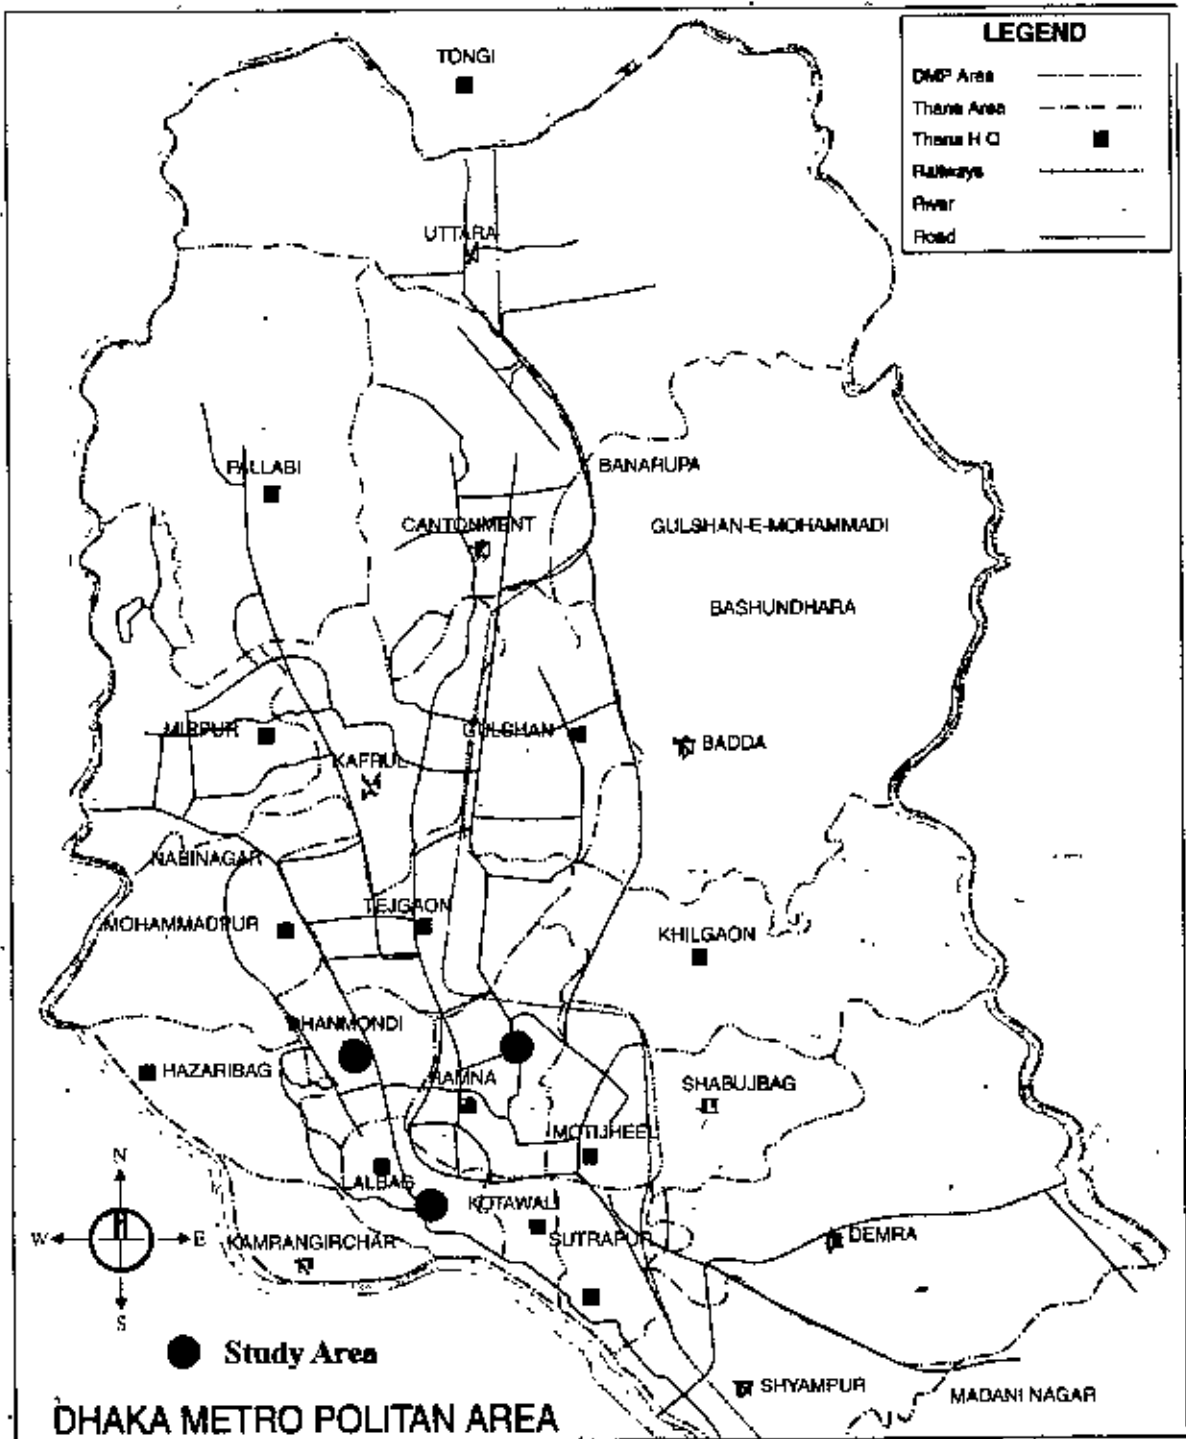 LEGEND
DMP Area
Thana Area
Thana H Q
Railways
River
Road
TONGI
UTTARA
PALLABI
BANARUPA
CANTONMENT
GULSHAN-E-MOHAMMADI
BASHUNDHARA
MIRPUR
GULSHAN
BADDA
KAFRUL
NABINAGAR
TEJGAON
MOHAMMADPUR
KHILGAON
DHANMONDI
HAZARIBAG
RAMNA
SHABUJBAG
MOTIJHEEL
LALBAG
KOTAWALI
SUTRAPUR
DEMRA
KAMRANGIRCHAR
N
W
E
S
Study Area
SHYAMPUR
MADANI NAGAR
DHAKA METRO POLITAN AREA